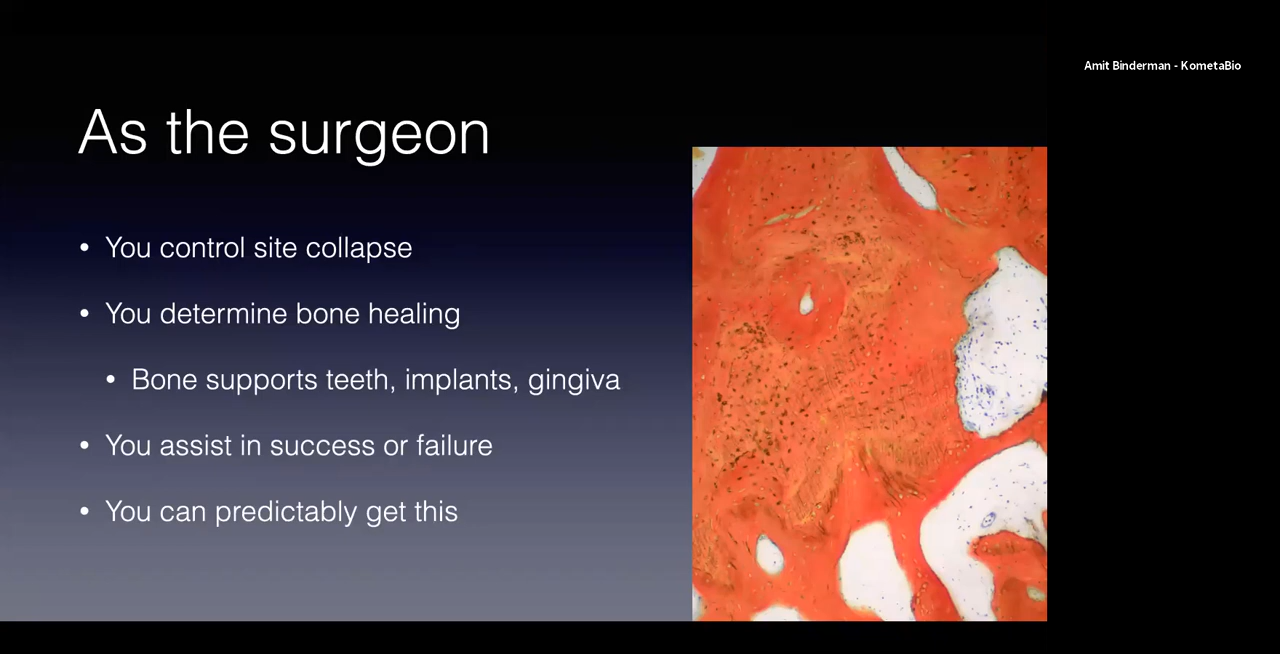 Amit Binderman - KometaBio
As the surgeon
• You control site collapse
• You determine bone healing
• Bone supports teeth, implants, gingiva
• You assist in success or failure
• You can predictably get this